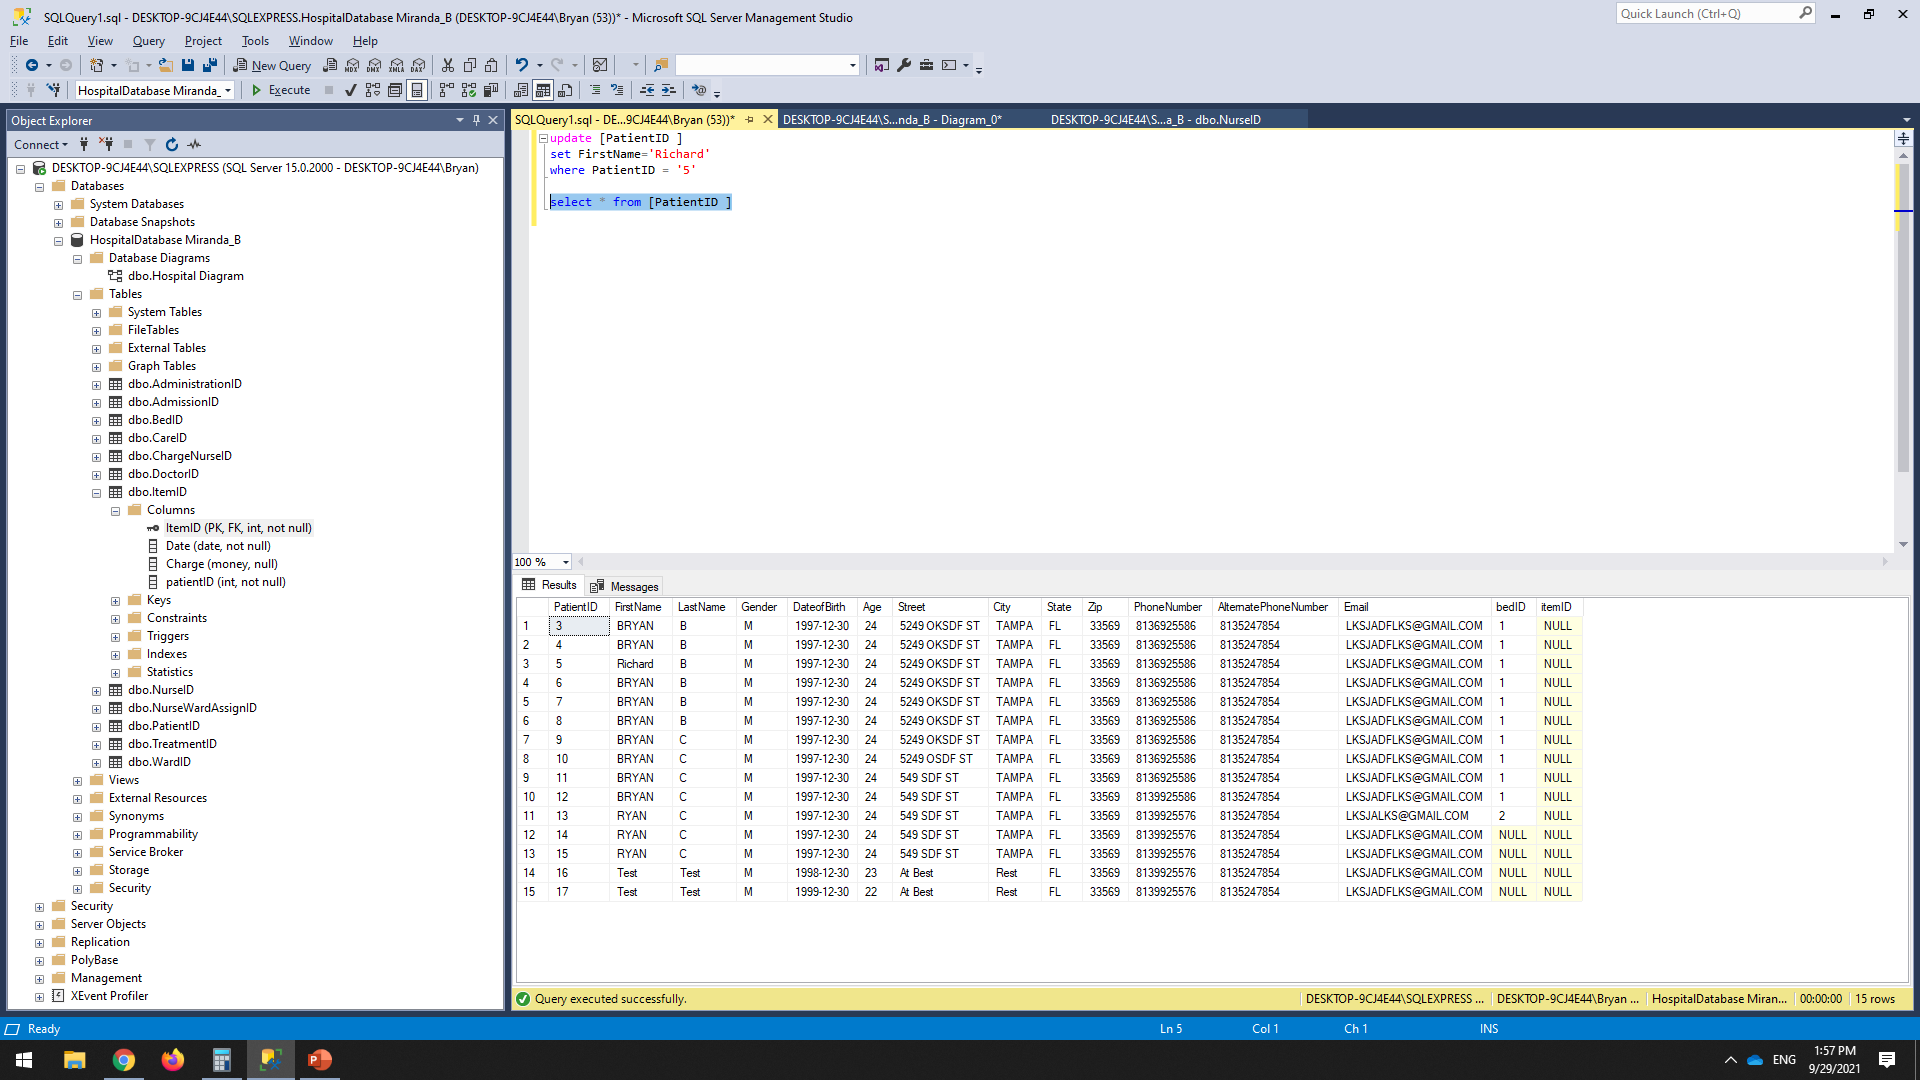 SQLQuery1.sql - DESKTOP-9CJ4E44\SQLEXPRESS.HospitalDatabase Miranda_B (DESKTOP-9CJ4E44\Bryan (53))* - Microsoft SQL Server Management Studio
Quick Launch (Ctrl+Q)
File Edit View Query Project Tools Window Help
New Query MDX DMX XMLA DAX
HospitalDatabase Miranda_ Execute
Object Explorer
Connect
DESKTOP-9CJ4E44\SQLEXPRESS (SQL Server 15.0.2000 - DESKTOP-9CJ4E44\Bryan)
Databases
System Databases
Database Snapshots
HospitalDatabase Miranda_B
Database Diagrams
dbo.Hospital Diagram
Tables
System Tables
FileTables
External Tables
Graph Tables
dbo.AdministrationID
dbo.AdmissionID
dbo.BedID
dbo.CareID
dbo.ChargeNurseID
dbo.DoctorID
dbo.ItemID
Columns
ItemID (PK, FK, int, not null)
Date (date, not null)
Charge (money, null)
patientID (int, not null)
Keys
Constraints
Triggers
Indexes
Statistics
dbo.NurseID
dbo.NurseWardAssignID
dbo.PatientID
dbo.TreatmentID
dbo.WardID
Views
External Resources
Synonyms
Programmability
Service Broker
Storage
Security
Security
Server Objects
Replication
PolyBase
Management
XEvent Profiler
SQLQuery1.sql - DE...9CJ4E44\Bryan (53))* DESKTOP-9CJ4E44\S...nda_B - Diagram_0* DESKTOP-9CJ4E44\S...a_B - dbo.NurseID
update [PatientID ]
set FirstName='Richard'
where PatientID = '5'
select * from [PatientID ]
100 %
Results Messages
PatientID FirstName LastName Gender DateofBirth Age Street City State Zip PhoneNumber AlternatePhoneNumber Email bedID itemID
1 3 BRYAN B M 1997-12-30 24 5249 OKSDF ST TAMPA FL 33569 8136925586 8135247854 LKSJADFLKS@GMAIL.COM 1 NULL
2 4 BRYAN B M 1997-12-30 24 5249 OKSDF ST TAMPA FL 33569 8136925586 8135247854 LKSJADFLKS@GMAIL.COM 1 NULL
3 5 Richard B M 1997-12-30 24 5249 OKSDF ST TAMPA FL 33569 8136925586 8135247854 LKSJADFLKS@GMAIL.COM 1 NULL
4 6 BRYAN B M 1997-12-30 24 5249 OKSDF ST TAMPA FL 33569 8136925586 8135247854 LKSJADFLKS@GMAIL.COM 1 NULL
5 7 BRYAN B M 1997-12-30 24 5249 OKSDF ST TAMPA FL 33569 8136925586 8135247854 LKSJADFLKS@GMAIL.COM 1 NULL
6 8 BRYAN B M 1997-12-30 24 5249 OKSDF ST TAMPA FL 33569 8136925586 8135247854 LKSJADFLKS@GMAIL.COM 1 NULL
7 9 BRYAN C M 1997-12-30 24 5249 OKSDF ST TAMPA FL 33569 8136925586 8135247854 LKSJADFLKS@GMAIL.COM 1 NULL
8 10 BRYAN C M 1997-12-30 24 5249 OSDF ST TAMPA FL 33569 8136925586 8135247854 LKSJADFLKS@GMAIL.COM 1 NULL
9 11 BRYAN C M 1997-12-30 24 549 SDF ST TAMPA FL 33569 8136925586 8135247854 LKSJADFLKS@GMAIL.COM 1 NULL
10 12 BRYAN C M 1997-12-30 24 549 SDF ST TAMPA FL 33569 8139925586 8135247854 LKSJADFLKS@GMAIL.COM 1 NULL
11 13 RYAN C M 1997-12-30 24 549 SDF ST TAMPA FL 33569 8139925576 8135247854 LKSJALKS@GMAIL.COM 2 NULL
12 14 RYAN C M 1997-12-30 24 549 SDF ST TAMPA FL 33569 8139925576 8135247854 LKSJADFLKS@GMAIL.COM NULL NULL
13 15 RYAN C M 1997-12-30 24 549 SDF ST TAMPA FL 33569 8139925576 8135247854 LKSJADFLKS@GMAIL.COM NULL NULL
14 16 Test Test M 1998-12-30 23 At Best Rest FL 33569 8139925576 8135247854 LKSJADFLKS@GMAIL.COM NULL NULL
15 17 Test Test M 1999-12-30 22 At Best Rest FL 33569 8139925576 8135247854 LKSJADFLKS@GMAIL.COM NULL NULL
Query executed successfully. DESKTOP-9CJ4E44\SQLEXPRESS ... DESKTOP-9CJ4E44\Bryan ... HospitalDatabase Miran... 00:00:00 15 rows
Ready Ln 5 Col 1 Ch 1 INS
ENG 1:57 PM
9/29/2021